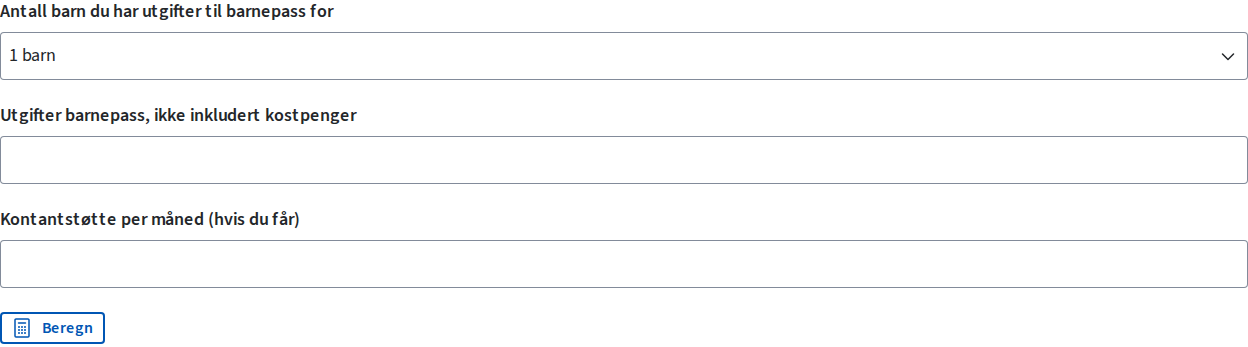 Antall barn du har utgifter til barnepass for
1 barn
Utgifter barnepass, ikke inkludert kostpenger
Kontantstøtte per måned (hvis du får)
Beregn